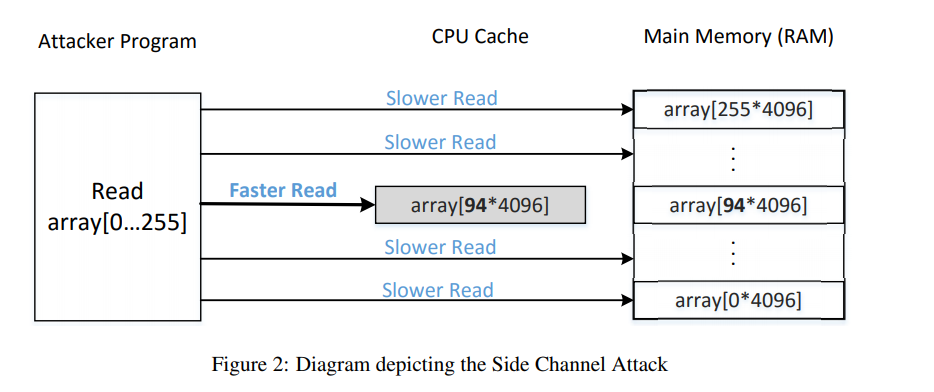 Attacker Program
CPU Cache
Main Memory (RAM)
Slower Read
array[255*4096]
Slower Read
⋮
Read
array[0...255]
Faster Read
array[94*4096]
array[94*4096]
Slower Read
⋮
Slower Read
array[0*4096]
Figure 2: Diagram depicting the Side Channel Attack